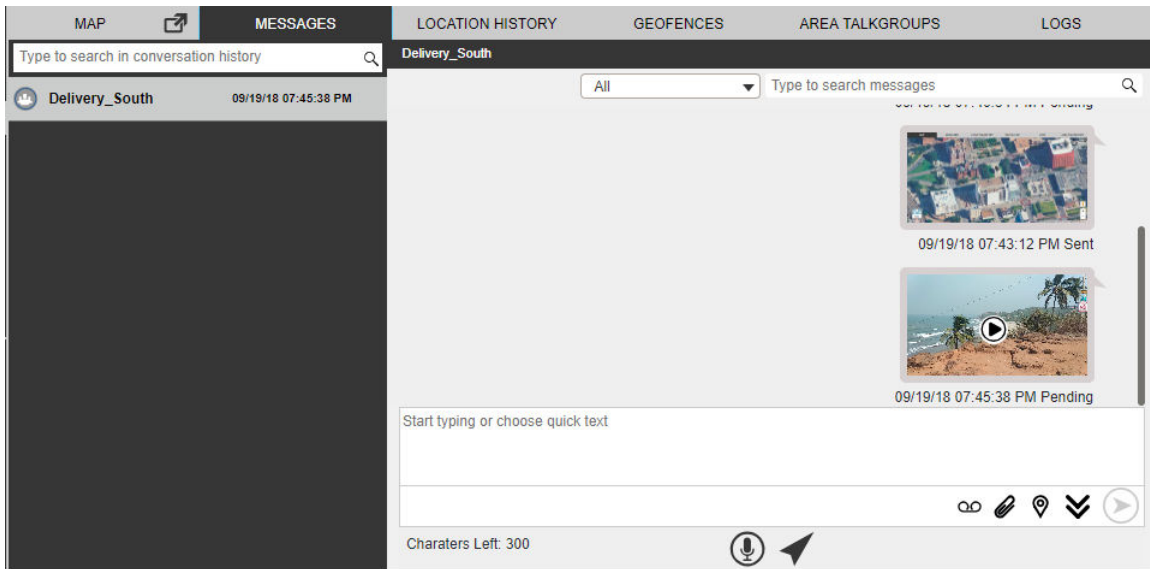 MAP MESSAGES LOCATION HISTORY GEOFENCES AREA TALKGROUPS LOGS
Type to search in conversation history
Delivery_South 09/19/18 07:45:38 PM
Delivery_South
All Type to search messages
Pending
09/19/18 07:43:12 PM Sent
09/19/18 07:45:38 PM Pending
Start typing or choose quick text
Charaters Left: 300